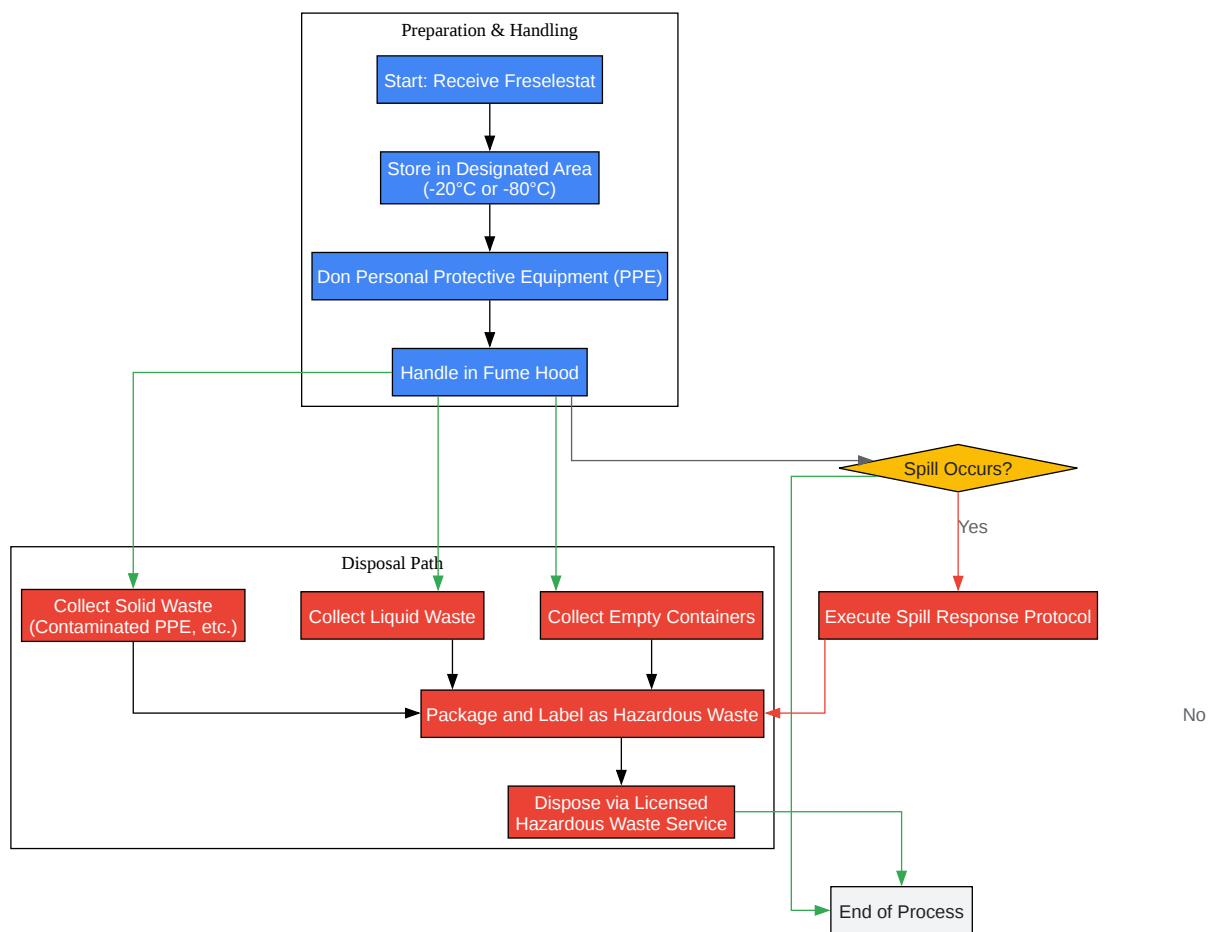 Preparation & Handling
Start: Receive Freselestat
Store in Designated Area
(-20°C or -80°C)
Don Personal Protective Equipment (PPE)
Handle in Fume Hood
Spill Occurs?
Yes
Disposal Path
Collect Solid Waste
(Contaminated PPE, etc.)
Collect Liquid Waste
Collect Empty Containers
Execute Spill Response Protocol
Package and Label as Hazardous Waste
No
Dispose via Licensed
Hazardous Waste Service
End of Process